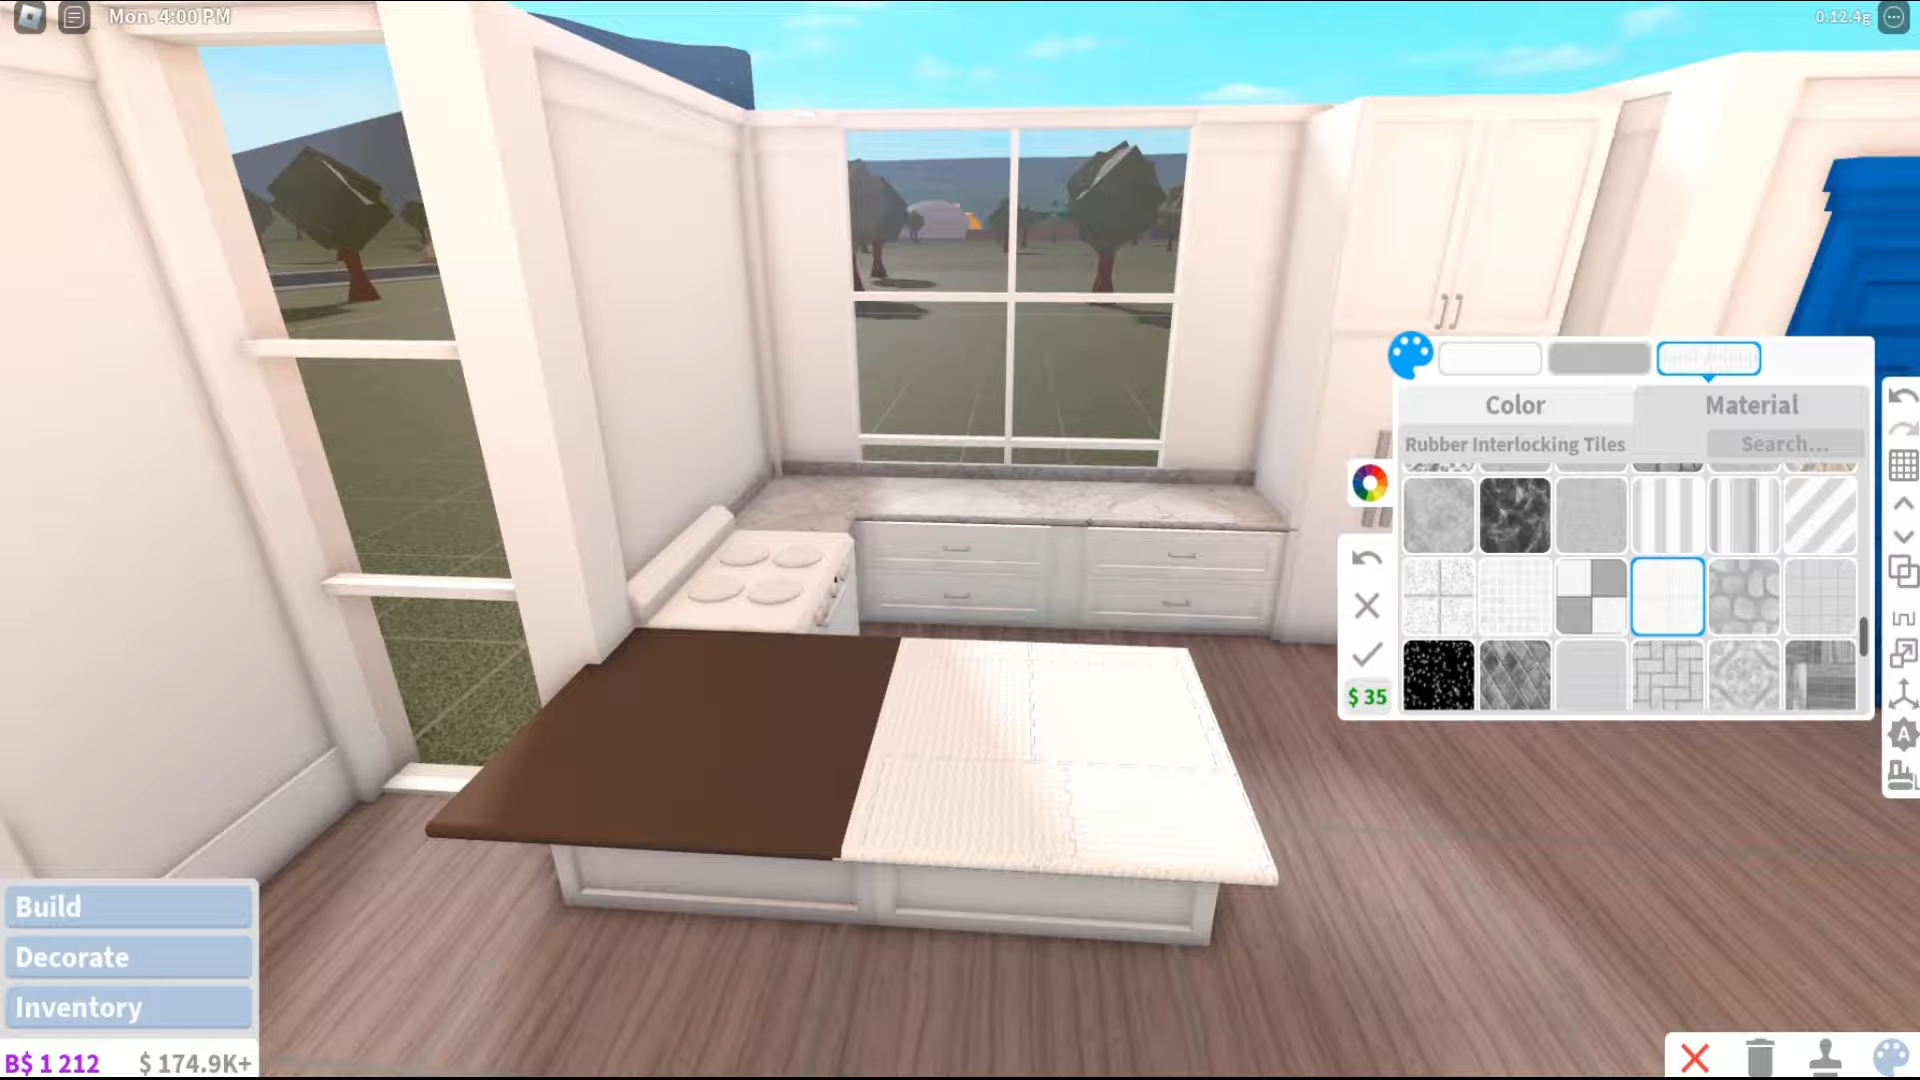 Mon. 4:00 PM
0.12.4g
Color
Material
Rubber Interlocking Tiles
Search...
$ 35
A
Build
Decorate
Inventory
B$ 1 212
$ 174.9K+